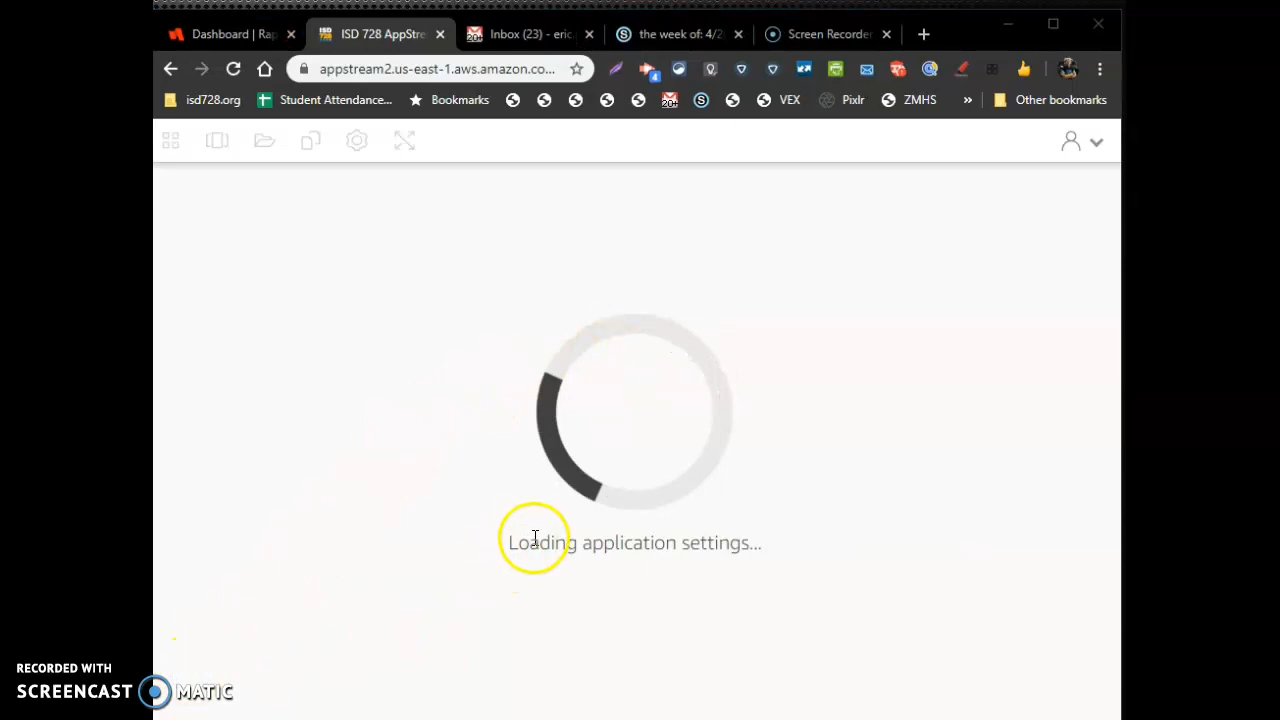 Dashboard | Rap
ISD 728 AppStre
Inbox (23) - eric.
the week of: 4/2
Screen Recorder
appstream2.us-east-1.aws.amazon.co...
4
isd728.org
Student Attendance...
Bookmarks
20+
VEX
Pixlr
ZMHS
»
Other bookmarks
Loading application settings...
RECORDED WITH
SCREENCAST MATIC